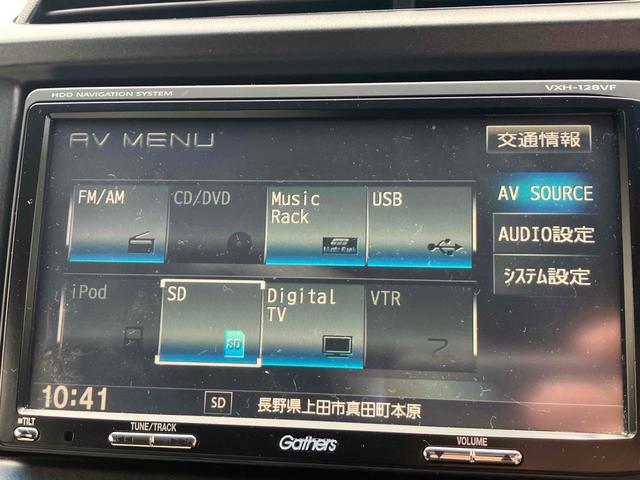 HDD NAVIGATION SYSTEM
VXH-128VF
AV MENU
交通情報
FM/AM
CD/DVD
Music Rack
USB
AV SOURCE
Music Rack
AUDIO設定
システム設定
iPod
SD
Digital TV
VTR
SD
10:41
SD
長野県上田市真田町本原
TILT
TUNE/TRACK
Gathers
VOLUME